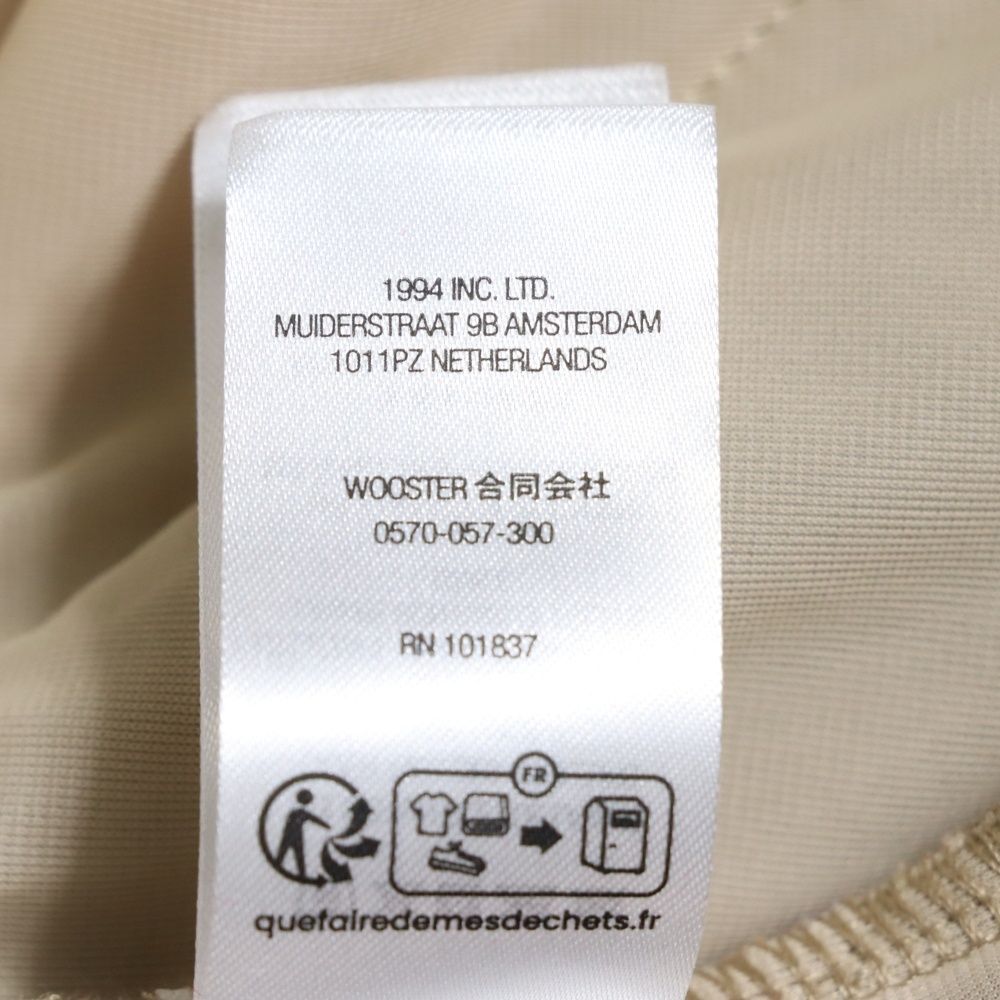 1994 INC. LTD.
MUIDERSTRAAT 9B AMSTERDAM
1011PZ NETHERLANDS
WOOSTER 合同会社
0570-057-300
RN 101837
FR
quefairedemesdechets.fr